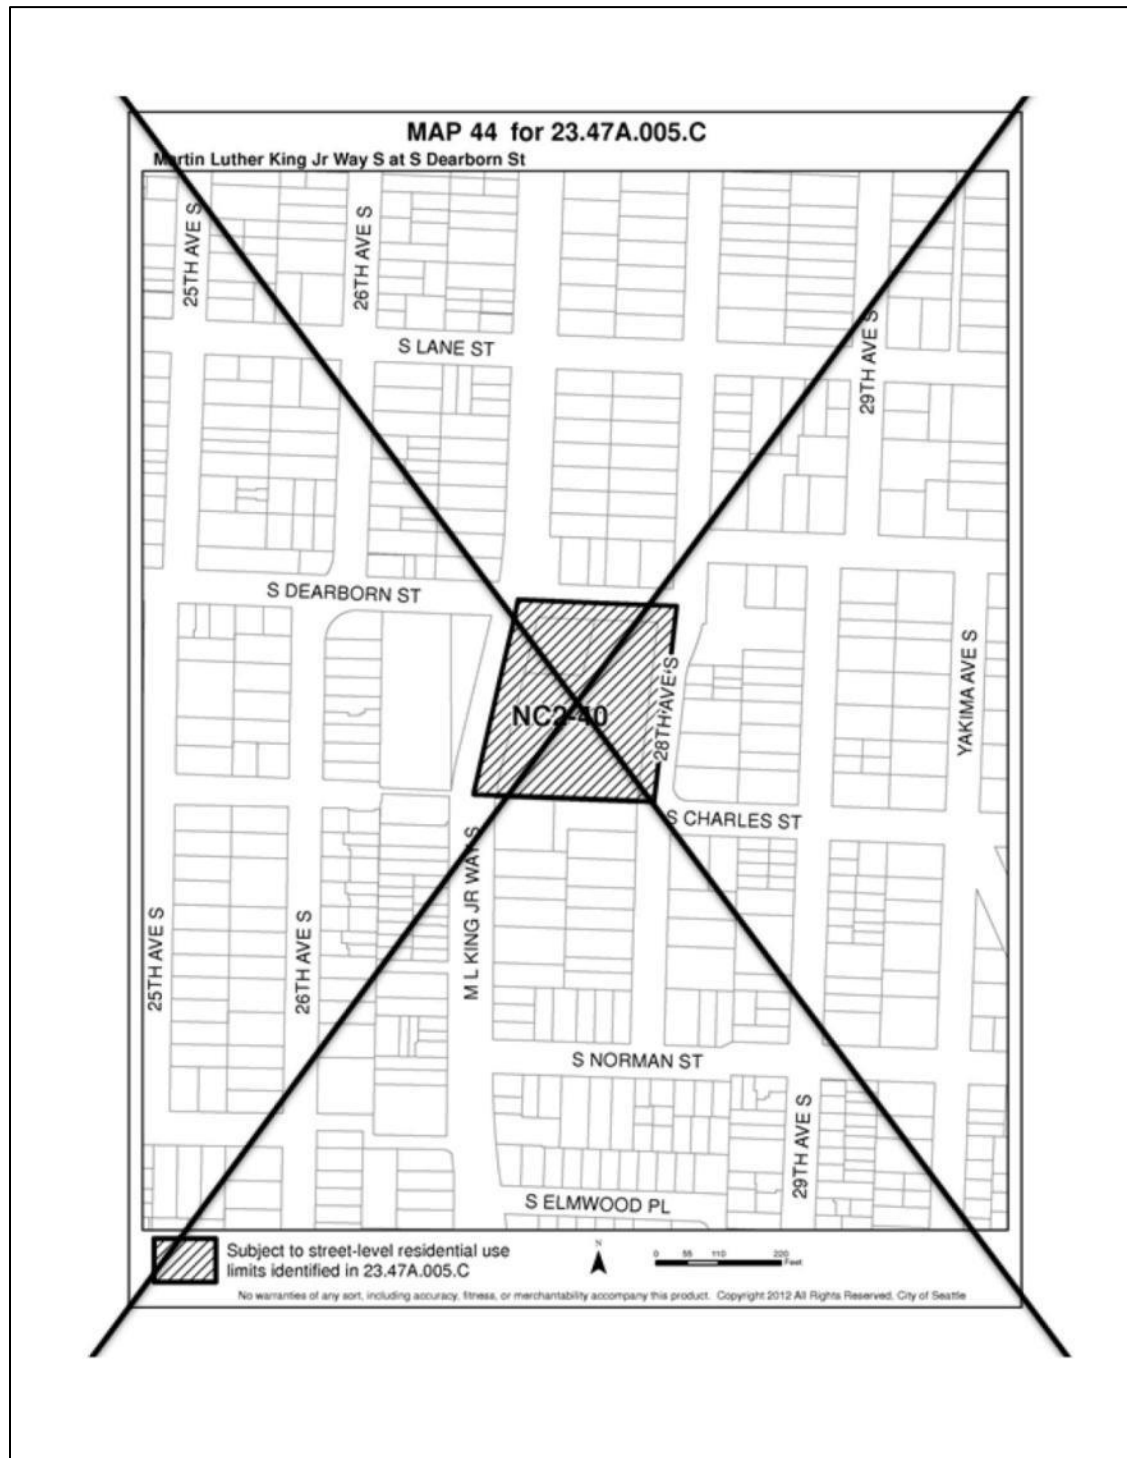 MAP 44 for 23.47A.005.C
Martin Luther King Jr Way S at S Dearborn St
25TH AVE S
26TH AVE S
S LANE ST
29TH AVE S
S DEARBORN ST
NC2-40
28TH AVE S
YAKIMA AVE S
S CHARLES ST
M L KING JR WAY S
25TH AVE S
26TH AVE S
S NORMAN ST
29TH AVE S
S ELMWOOD PL
Subject to street-level residential use
limits identified in 23.47A.005.C
N
0 55 110 220
Feet
No warranties of any sort, including accuracy, fitness, or merchantability accompany this product. Copyright 2012 All Rights Reserved, City of Seattle